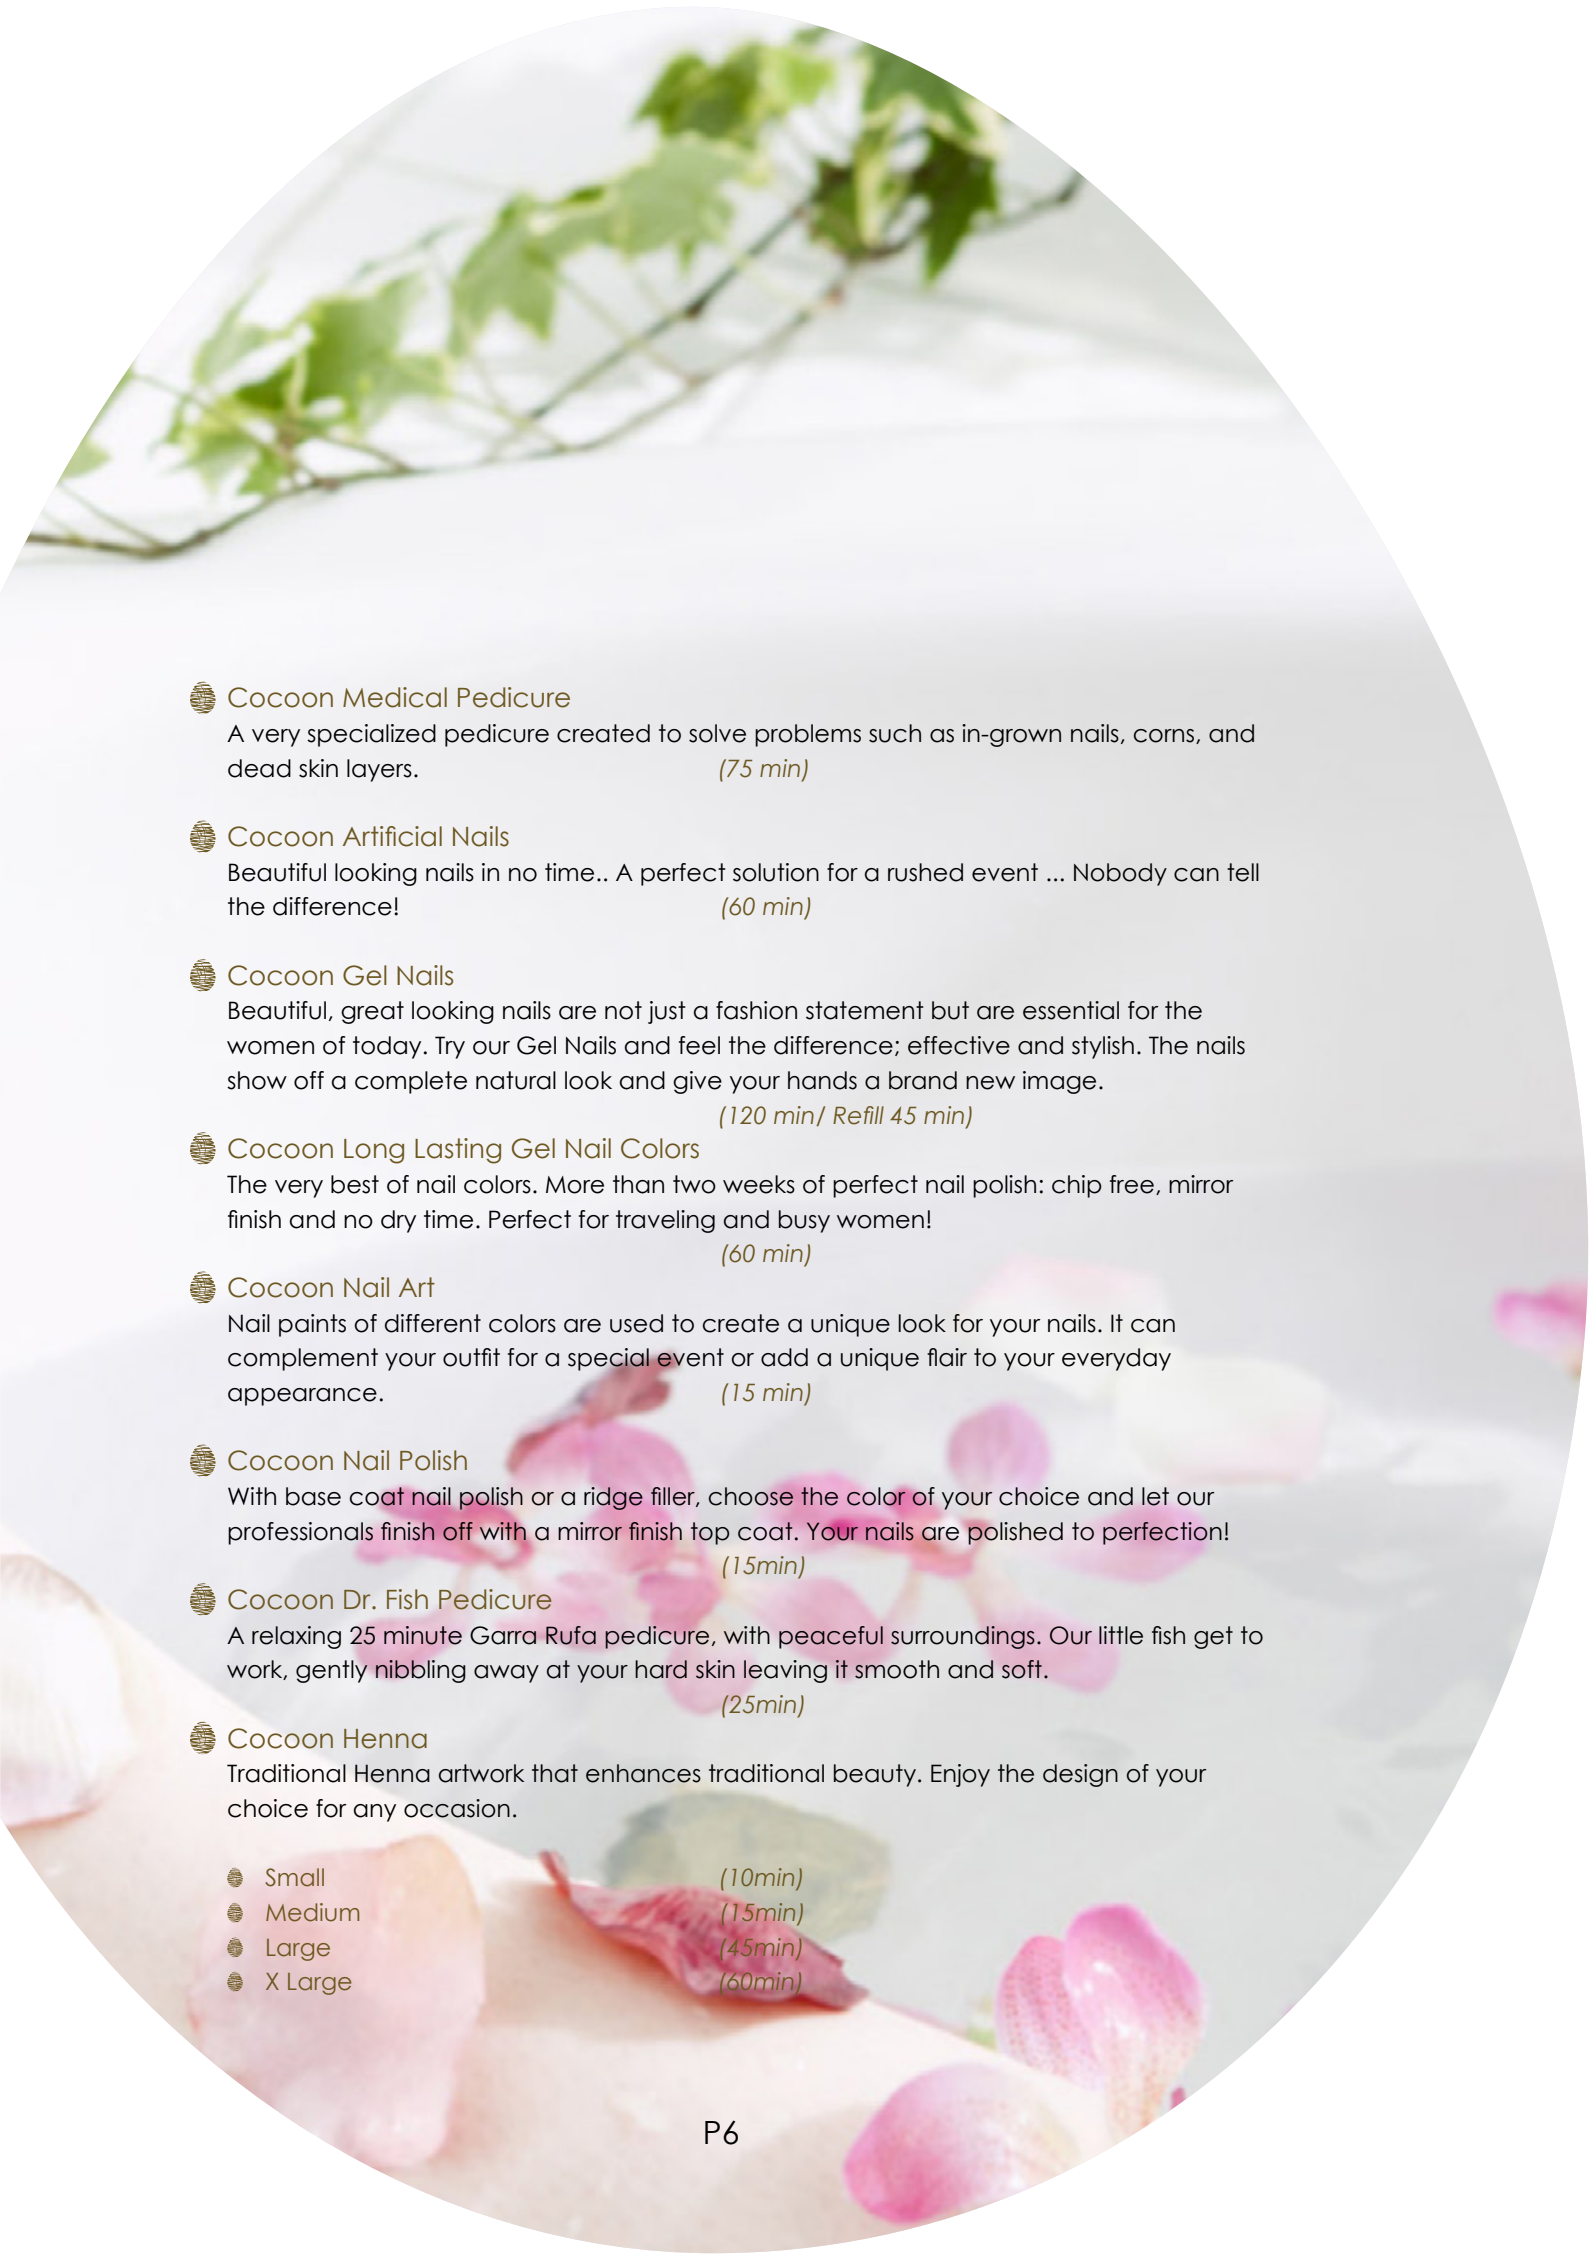 Cocoon Medical Pedicure
A very specialized pedicure created to solve problems such as in-grown nails, corns, and
dead skin layers. (75 min)
Cocoon Artificial Nails
Beautiful looking nails in no time.. A perfect solution for a rushed event ... Nobody can tell
the difference! (60 min)
Cocoon Gel Nails
Beautiful, great looking nails are not just a fashion statement but are essential for the
women of today. Try our Gel Nails and feel the difference; effective and stylish. The nails
show off a complete natural look and give your hands a brand new image.
(120 min/ Refill 45 min)
Cocoon Long Lasting Gel Nail Colors
The very best of nail colors. More than two weeks of perfect nail polish: chip free, mirror
finish and no dry time. Perfect for traveling and busy women!
(60 min)
Cocoon Nail Art
Nail paints of different colors are used to create a unique look for your nails. It can
complement your outfit for a special event or add a unique flair to your everyday
appearance. (15 min)
Cocoon Nail Polish
With base coat nail polish or a ridge filler, choose the color of your choice and let our
professionals finish off with a mirror finish top coat. Your nails are polished to perfection!
(15min)
Cocoon Dr. Fish Pedicure
A relaxing 25 minute Garra Rufa pedicure, with peaceful surroundings. Our little fish get to
work, gently nibbling away at your hard skin leaving it smooth and soft.
(25min)
Cocoon Henna
Traditional Henna artwork that enhances traditional beauty. Enjoy the design of your
choice for any occasion.
Small (10min)
Medium (15min)
Large (45min)
X Large (60min)
P6